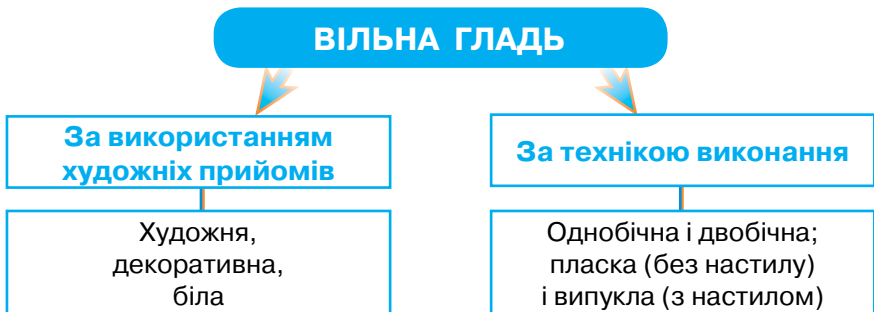 ВІЛЬНА ГЛАДЬ
За використанням
художніх прийомів
Художня,
декоративна,
біла
За технікою виконання
Однобічна і двобічна;
пласка (без настилу)
і випукла (з настилом)